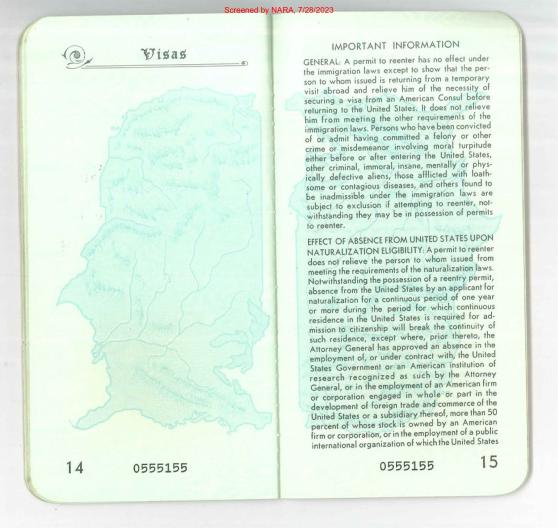 Screened by NARA, 7/28/2023
Visas
14
0555155
IMPORTANT INFORMATION
GENERAL: A permit to reenter has no effect under
the immigration laws except to show that the per-
son to whom issued is returning from a temporary
visit abroad and relieve him of the necessity of
securing a visa from an American Consul before
returning to the United States. It does not relieve
him from meeting the other requirements of the
immigration laws. Persons who have been convicted
of or admit having committed a felony or other
crime or misdemeanor involving moral turpitude
either before or after entering the United States,
other criminal, immoral, insane, mentally or phys-
ically defective aliens, those afflicted with loath-
some or contagious diseases, and others found to
be inadmissible under the immigration laws are
subject to exclusion if attempting to reenter, not-
withstanding they may be in possession of permits
to reenter.
EFFECT OF ABSENCE FROM UNITED STATES UPON
NATURALIZATION ELIGIBILITY: A permit to reenter
does not relieve the person to whom issued from
meeting the requirements of the naturalization laws.
Notwithstanding the possession of a reentry permit,
absence from the United States by an applicant for
naturalization for a continuous period of one year
or more during the period for which continuous
residence in the United States is required for ad-
mission to citizenship will break the continuity of
such residence, except where, prior thereto, the
Attorney General has approved an absence in the
employment of, or under contract with, the United
States Government or an American institution of
research recognized as such by the Attorney
General, or in the employment of an American firm
or corporation engaged in whole or part in the
development of foreign trade and commerce of the
United States or a subsidiary thereof, more than 50
percent of whose stock is owned by an American
firm or corporation, or in the employment of a public
international organization of which the United States
0555155
15